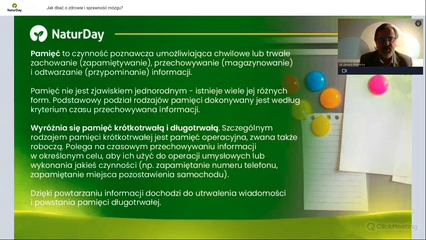 NaturDay
Jak dbać o zdrowie i sprawność mózgu?
NaturDay
Pamięć to czynność poznawcza umożliwiająca chwilowe lub trwałe
zachowanie (zapamiętywanie), przechowywanie (magazynowanie)
i odtwarzanie (przypominanie) informacji.
Pamięć nie jest zjawiskiem jednorodnym - istnieje wiele jej różnych
form. Podstawowy podział rodzajów pamięci dokonywany jest według
kryterium czasu przechowywania informacji.
Wyróżnia się pamięć krótkotrwałą i długotrwałą. Szczególnym
rodzajem pamięci krótkotrwałej jest pamięć operacyjna, zwana także
roboczą. Polega na czasowym przechowywaniu informacji
w określonym celu, aby ich użyć do operacji umysłowych lub
wykonania jakieś czynności (np. zapamiętanie numeru telefonu,
zapamiętanie miejsca pozostawienia samochodu).
Dzięki powtarzaniu informacji dochodzi do utrwalenia wiadomości
i powstania pamięci długotrwałej.
ClickMeeting